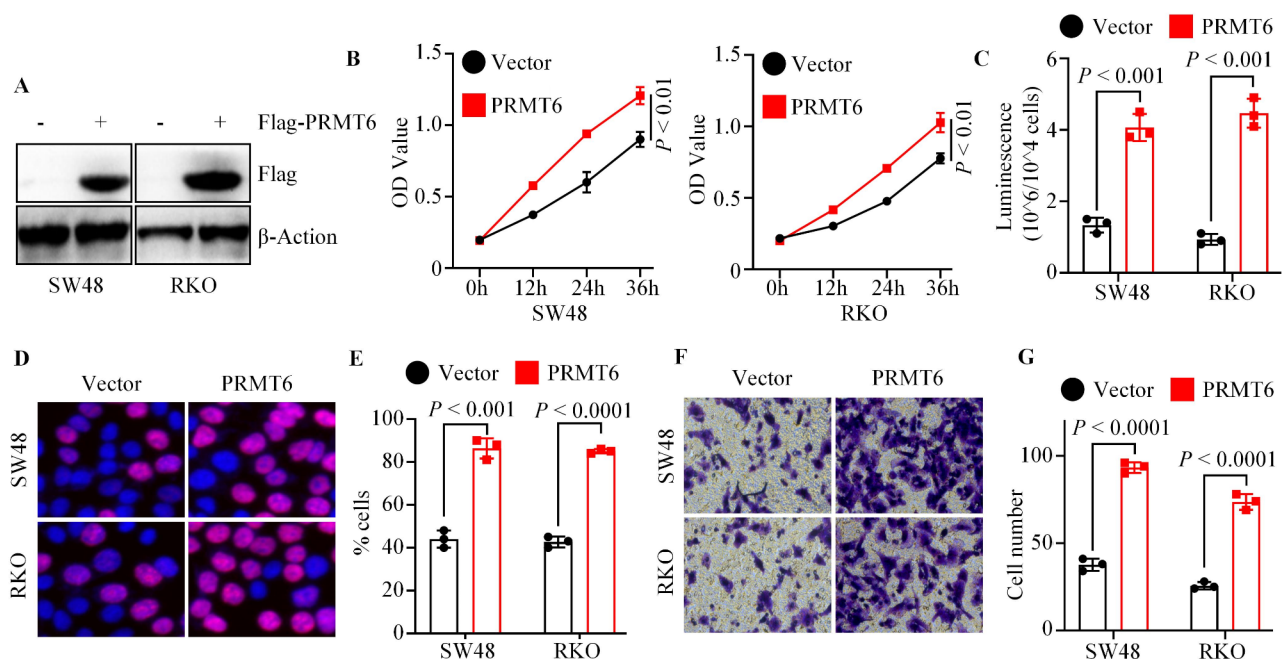 A
- + - + Flag-PRMT6
Flag
β-Action
SW48 RKO
B
1.5
1.0
0.5
0
OD Value
Vector
PRMT6
P < 0.01
0h 12h 24h 36h
SW48
1.5
1.0
0.5
0
OD Value
Vector
PRMT6
P < 0.01
0h 12h 24h 36h
RKO
C
Vector PRMT6
P < 0.001
P < 0.001
6
4
2
0
Luminescence
(10^6/10^4 cells)
SW48 RKO
D
Vector PRMT6
SW48
RKO
E
Vector PRMT6
P < 0.001 P < 0.0001
100
80
60
40
20
0
% cells
SW48 RKO
F
Vector PRMT6
SW48
RKO
G
Vector PRMT6
P < 0.0001
P < 0.0001
100
50
0
Cell number
SW48 RKO